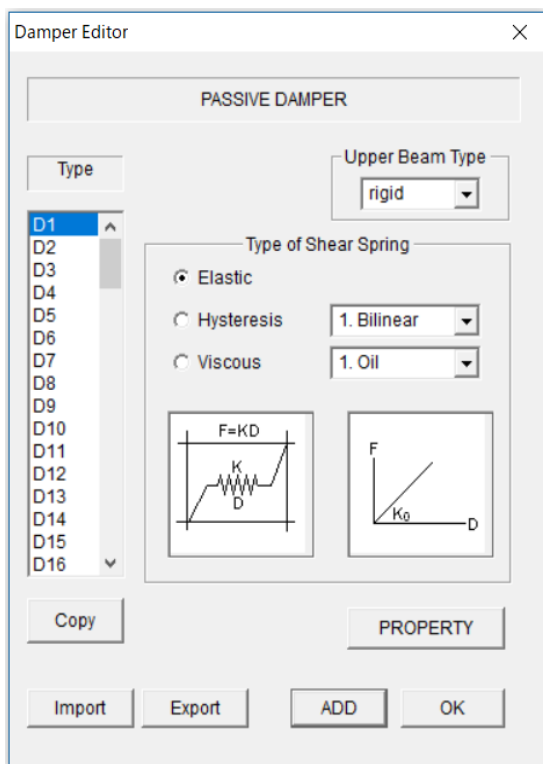 Damper Editor
PASSIVE DAMPER
Type
Upper Beam Type
rigid
D1
D2
D3
D4
D5
D6
D7
D8
D9
D10
D11
D12
D13
D14
D15
D16
Type of Shear Spring
Elastic
Hysteresis
1. Bilinear
Viscous
1. Oil
F=KD
K
D
F
K0
D
Copy
PROPERTY
Import
Export
ADD
OK